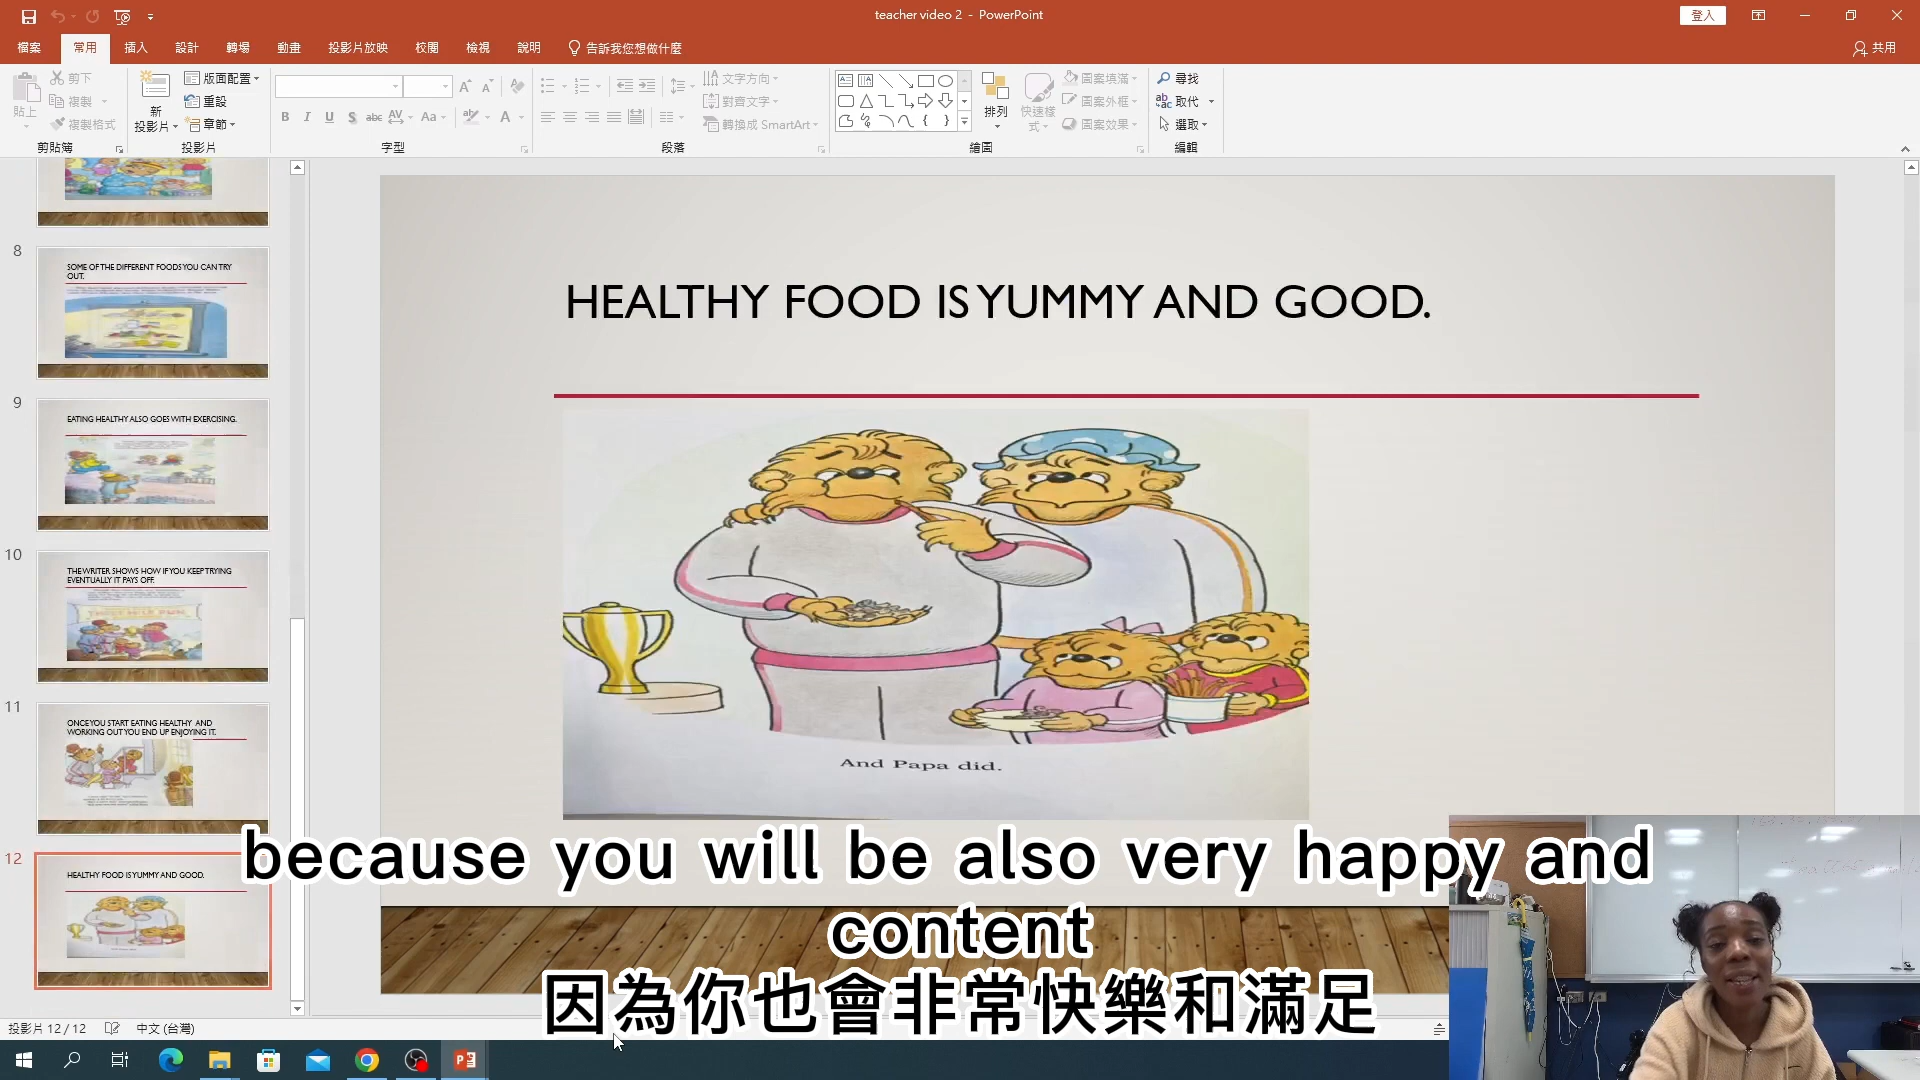 teacher video 2 - PowerPoint
登入
檔案 常用 插入 設計 轉場 動畫 投影片放映 校閱 檢視 說明 告訴我您想做什麼 共用
貼上
剪下
複製
複製格式
剪貼簿
新
投影片
版面配置
重設
章節
投影片
B I U S abc AV Aa A
字型
文字方向
對齊文字
轉換成 SmartArt
段落
排列
快速樣
式
圖案填滿
圖案外框
圖案效果
繪圖
尋找
取代
選取
編輯
8
SOME OF THE DIFFERENT FOODS YOU CAN TRY
OUT.
9
EATING HEALTHY ALSO GOES WITH EXERCISING.
10
THE WRITER SHOWS HOW IF YOU KEEP TRYING
EVENTUALLY IT PAYS OFF.
11
ONCE YOU START EATING HEALTHY AND
WORKING OUT YOU END UP ENJOYING IT.
12
HEALTHY FOOD IS YUMMY AND GOOD.
HEALTHY FOOD IS YUMMY AND GOOD.
And Papa did.
because you will be also very happy and
content
因為你也會非常快樂和滿足
投影片 12 / 12 中文 (台灣)